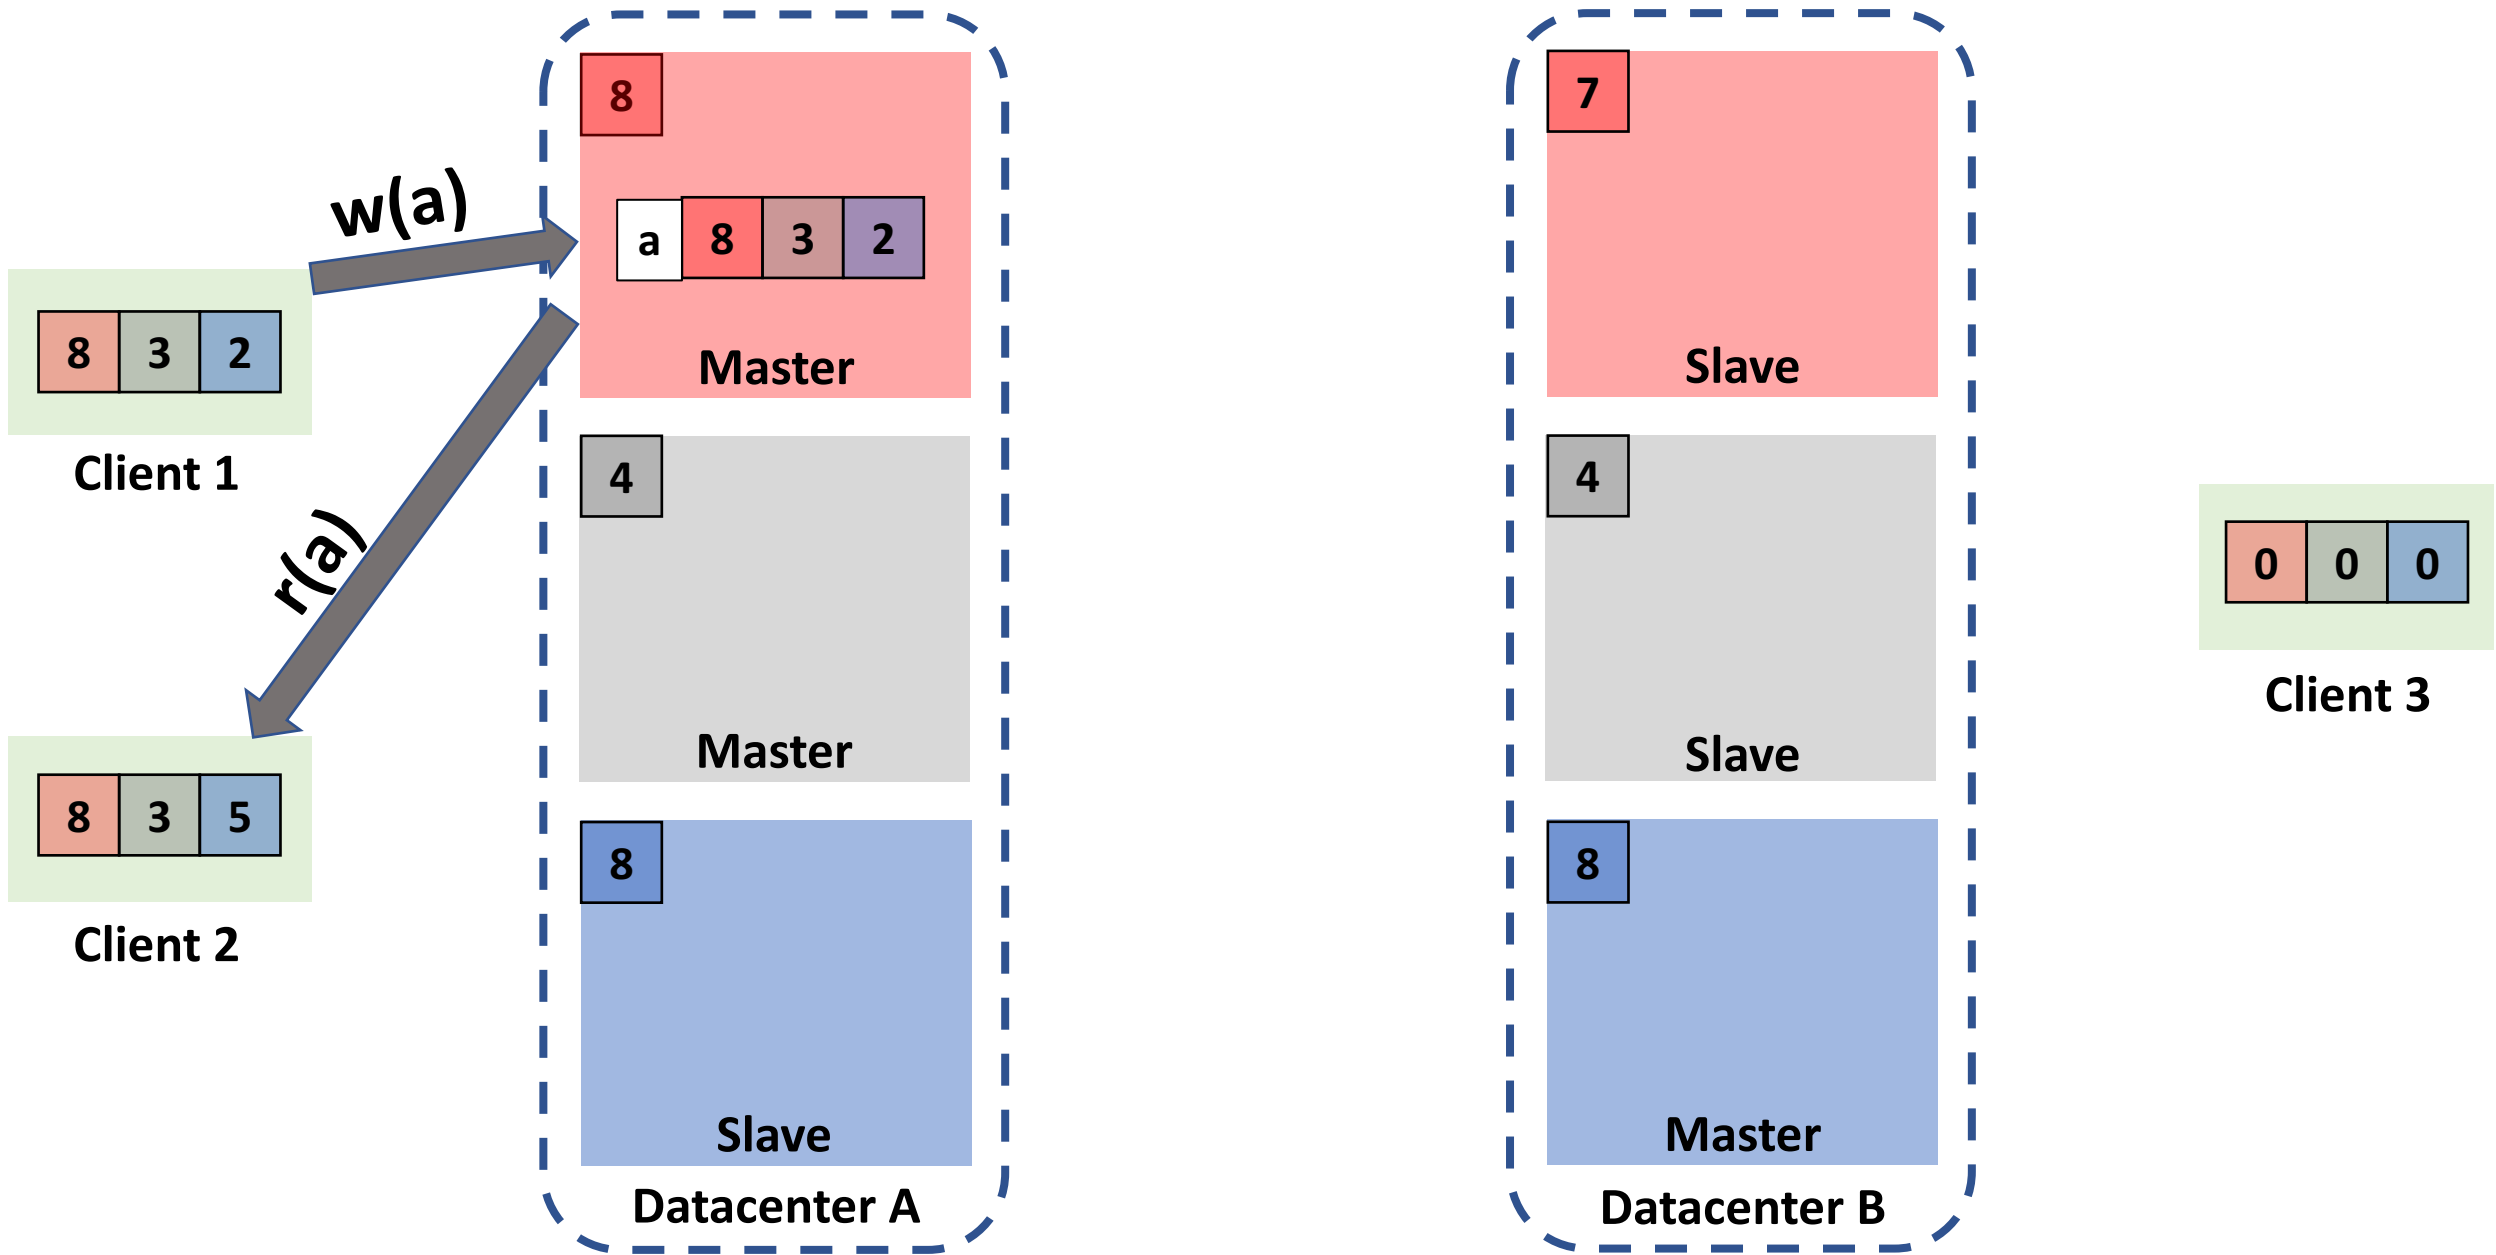 8
7
w(a)
a 8 3 2
8 3 2
Master
Slave
Client 1
4
4
r(a)
0 0 0
Client 3
Master
Slave
8 3 5
8
8
Client 2
Slave
Master
Datacenter A
Datacenter B